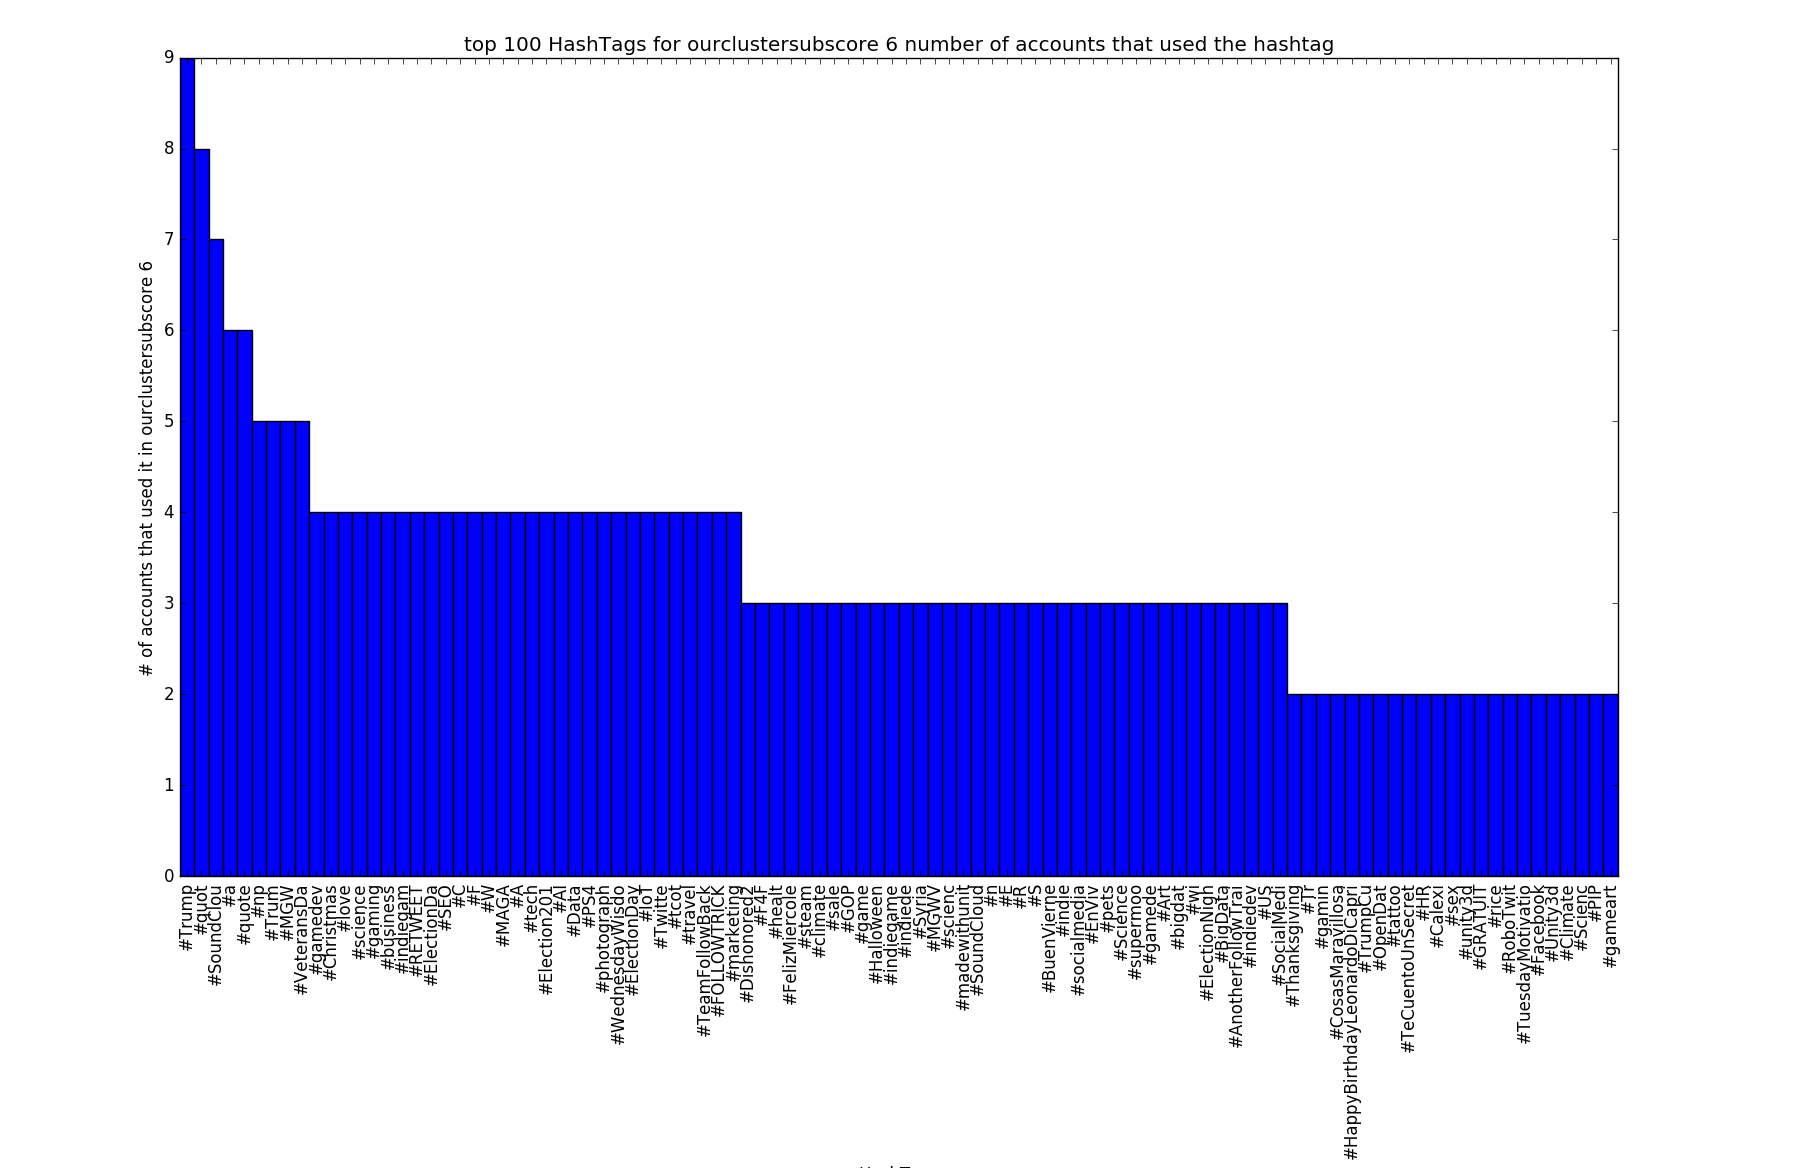 top 100 HashTags for ourclustersubscore 6 number of accounts that used the hashtag
# of accounts that used it in ourclustersubscore 6
9
8
7
6
5
4
3
2
1
0
#Trump
#quot
#SoundClou
#a
#quote
#np
#Trum
#MGW
#VeteransDa
#gamedev
#Christmas
#love
#science
#gaming
#business
#indiegam
#RETWEET
#ElectionDa
#SEO
#C
#F
#W
#MAGA
#A
#tech
#Election201
#AI
#Data
#PS4
#photograph
#WednesdayWisdo
#ElectionDay
#IoT
#Twitte
#tcot
#travel
#TeamFollowBack
#FOLLOWTRICK
#marketing
#Dishonored2
#F4F
#healt
#FelizMiercole
#steam
#climate
#sale
#GOP
#game
#Halloween
#indiegame
#indiede
#Syria
#MGWV
#scienc
#madewithunit
#SoundCloud
#n
#E
#R
#S
#BuenVierne
#indie
#socialmedia
#EnViv
#pets
#Science
#supermoo
#gamede
#Art
#bigdat
#wi
#ElectionNigh
#BigData
#AnotherFollowTrai
#indiedev
#US
#SocialMedi
#Thanksgiving
#Tr
#gamin
#CosasMaravillosa
#HappyBirthdayLeonardoDiCapri
#TrumpCu
#OpenDat
#tattoo
#TeCuentoUnSecret
#HR
#Calexi
#sex
#unity3d
#GRATUIT
#rice
#RoboTwit
#TuesdayMotivatio
#Facebook
#Unity3d
#Climate
#Scienc
#PIP
#gameart